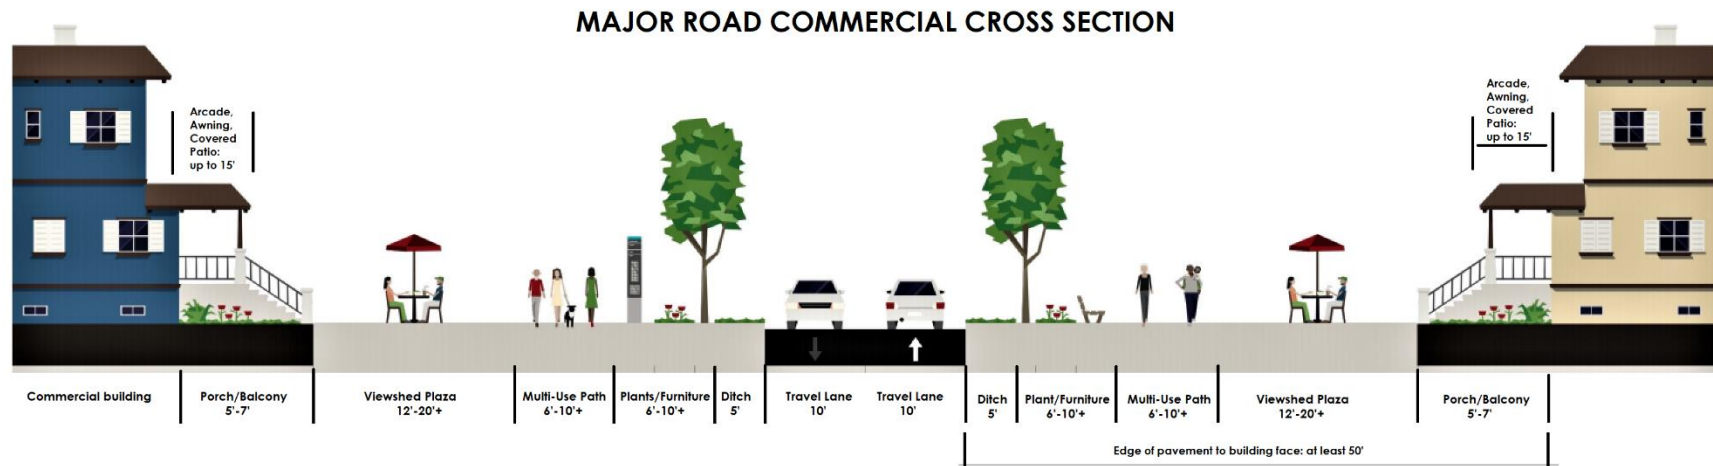 MAJOR ROAD COMMERCIAL CROSS SECTION
Arcade,
Awning,
Covered
Patio:
up to 15'
Arcade,
Awning,
Covered
Patio:
up to 15'
Commercial building
Porch/Balcony
5'-7'
Viewshed Plaza
12'-20'+
Multi-Use Path
6'-10'+
Plants/Furniture
6'-10'+
Ditch
5'
Travel Lane
10'
Travel Lane
10'
Ditch
5'
Plant/Furniture
6'-10'+
Multi-Use Path
6'-10'+
Viewshed Plaza
12'-20'+
Porch/Balcony
5'-7'
Edge of pavement to building face: at least 50'